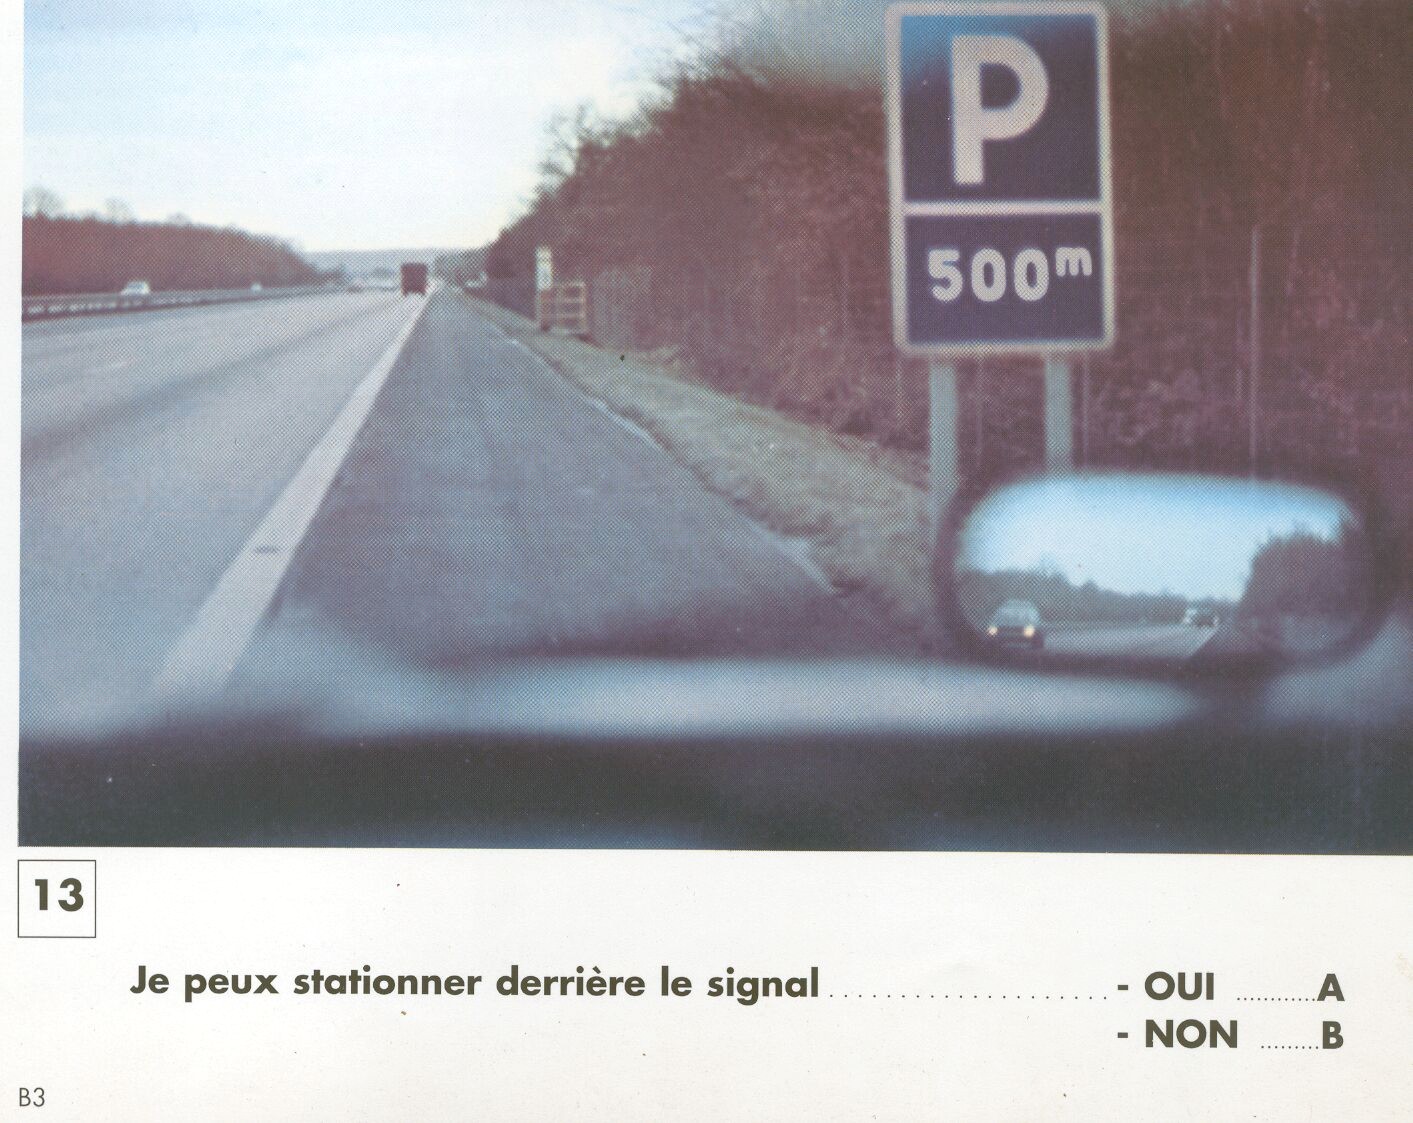 P
500m
13
Je peux stationner derrière le signal .................... - OUI ............A
- NON .........B
B3